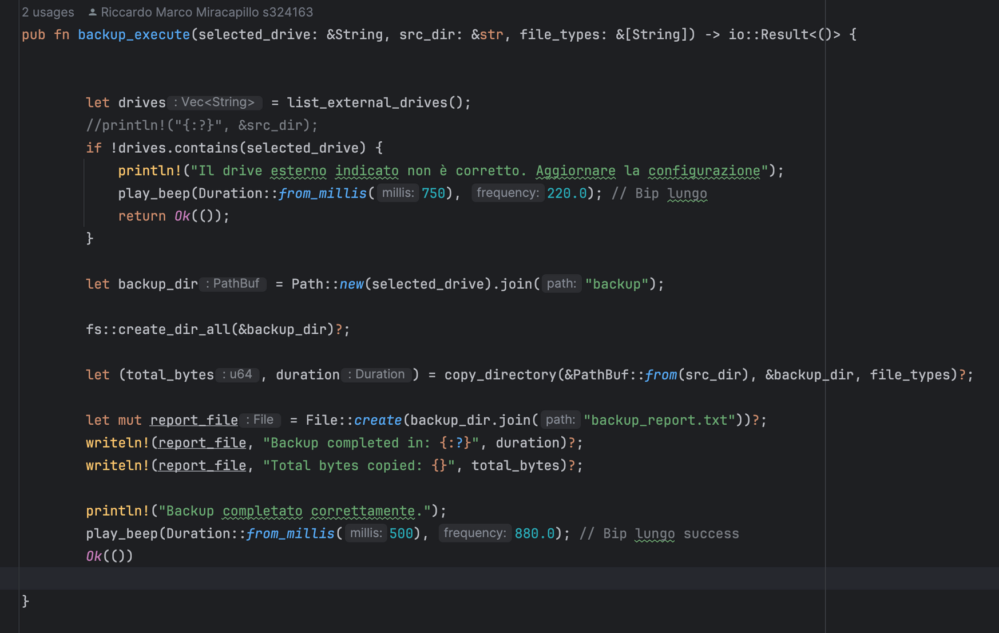 2 usages Riccardo Marco Miracapillo s324163
pub fn backup_execute(selected_drive: &String, src_dir: &str, file_types: &[String]) -> io::Result<()> {
let drives : Vec<String> = list_external_drives();
//println!("{:?}", &src_dir);
if !drives.contains(selected_drive) {
println!("Il drive esterno indicato non è corretto. Aggiornare la configurazione");
play_beep(Duration::from_millis( millis: 750), frequency: 220.0); // Bip lungo
return Ok(());
}
let backup_dir : PathBuf = Path::new(selected_drive).join( path: "backup");
fs::create_dir_all(&backup_dir)?;
let (total_bytes : u64 , duration : Duration ) = copy_directory(&PathBuf::from(src_dir), &backup_dir, file_types)?;
let mut report_file : File = File::create(backup_dir.join( path: "backup_report.txt"))?;
writeln!(report_file, "Backup completed in: {:?}", duration)?;
writeln!(report_file, "Total bytes copied: {}", total_bytes)?;
println!("Backup completato correttamente.");
play_beep(Duration::from_millis( millis: 500), frequency: 880.0); // Bip lungo success
Ok(())
}